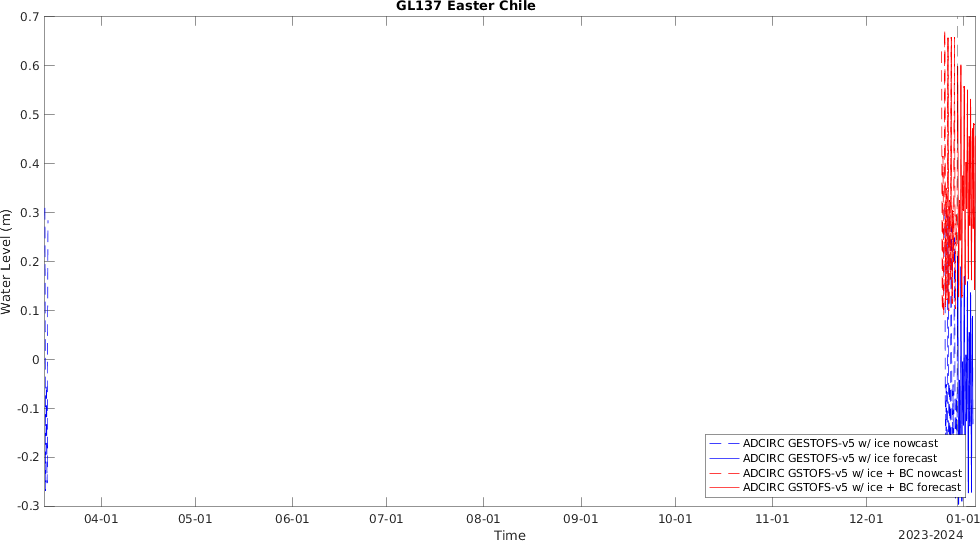 GL137 Easter Chile
0.7
0.6
0.5
0.4
0.3
0.2
0.1
0
-0.1
-0.2
-0.3
Water Level (m)
ADCIRC GESTOFS-v5 w/ ice nowcast
ADCIRC GESTOFS-v5 w/ ice forecast
ADCIRC GSTOFS-v5 w/ ice + BC nowcast
ADCIRC GSTOFS-v5 w/ ice + BC forecast
04-01 05-01 06-01 07-01 08-01 09-01 10-01 11-01 12-01 01-01
Time
2023-2024